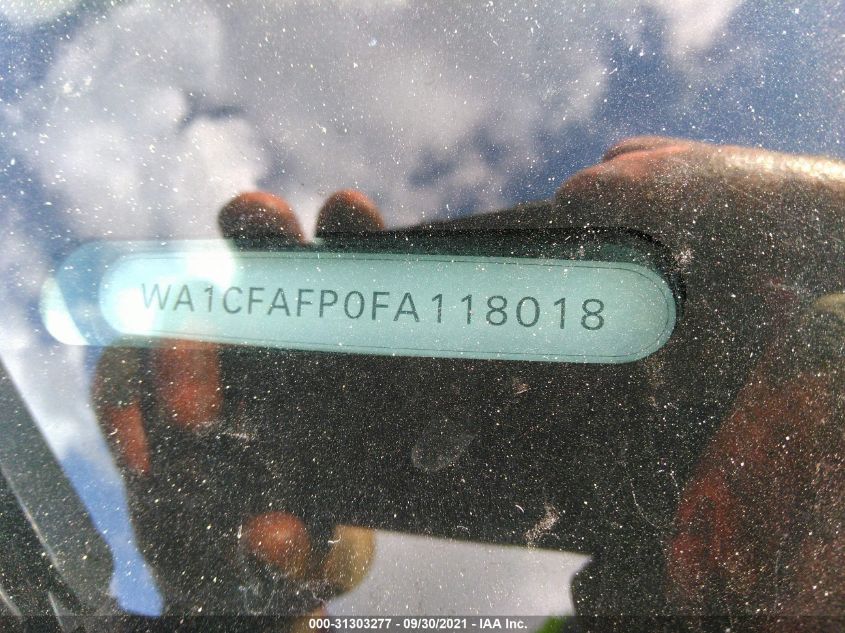 WA1CFAFP0FA118018
000-31303277 - 09/30/2021 - IAA Inc.